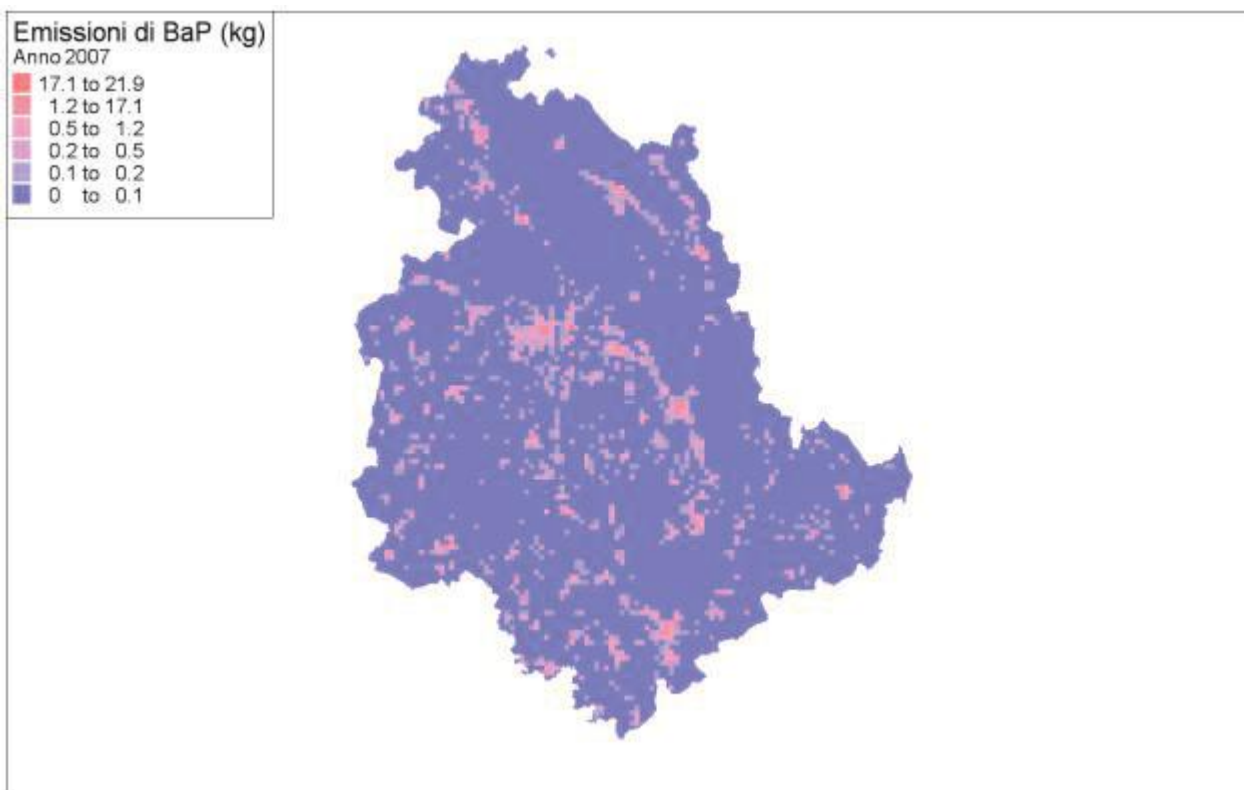 Emissioni di BaP (kg)
Anno 2007
17.1 to 21.9
1.2 to 17.1
0.5 to 1.2
0.2 to 0.5
0.1 to 0.2
0 to 0.1